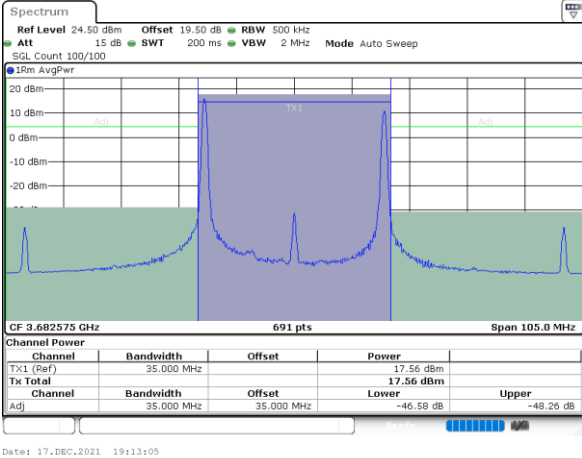 Spectrum
Ref Level 24.50 dBm Offset 19.50 dB RBW 500 kHz
Att 15 dB SWT 200 ms VBW 2 MHz Mode Auto Sweep
SGL Count 100/100
1Rm AvgPwr
20 dBm
TX1
10 dBm
Adj Adj
0 dBm
-10 dBm
-20 dBm
CF 3.682575 GHz 691 pts Span 105.0 MHz
Channel Power
Channel Bandwidth Offset Power
TX1 (Ref) 35.000 MHz 17.56 dBm
Tx Total 17.56 dBm
Channel Bandwidth Offset Lower Upper
Adj 35.000 MHz 35.000 MHz -46.58 dB -48.26 dB
Date: 17.DEC.2021 19:13:05